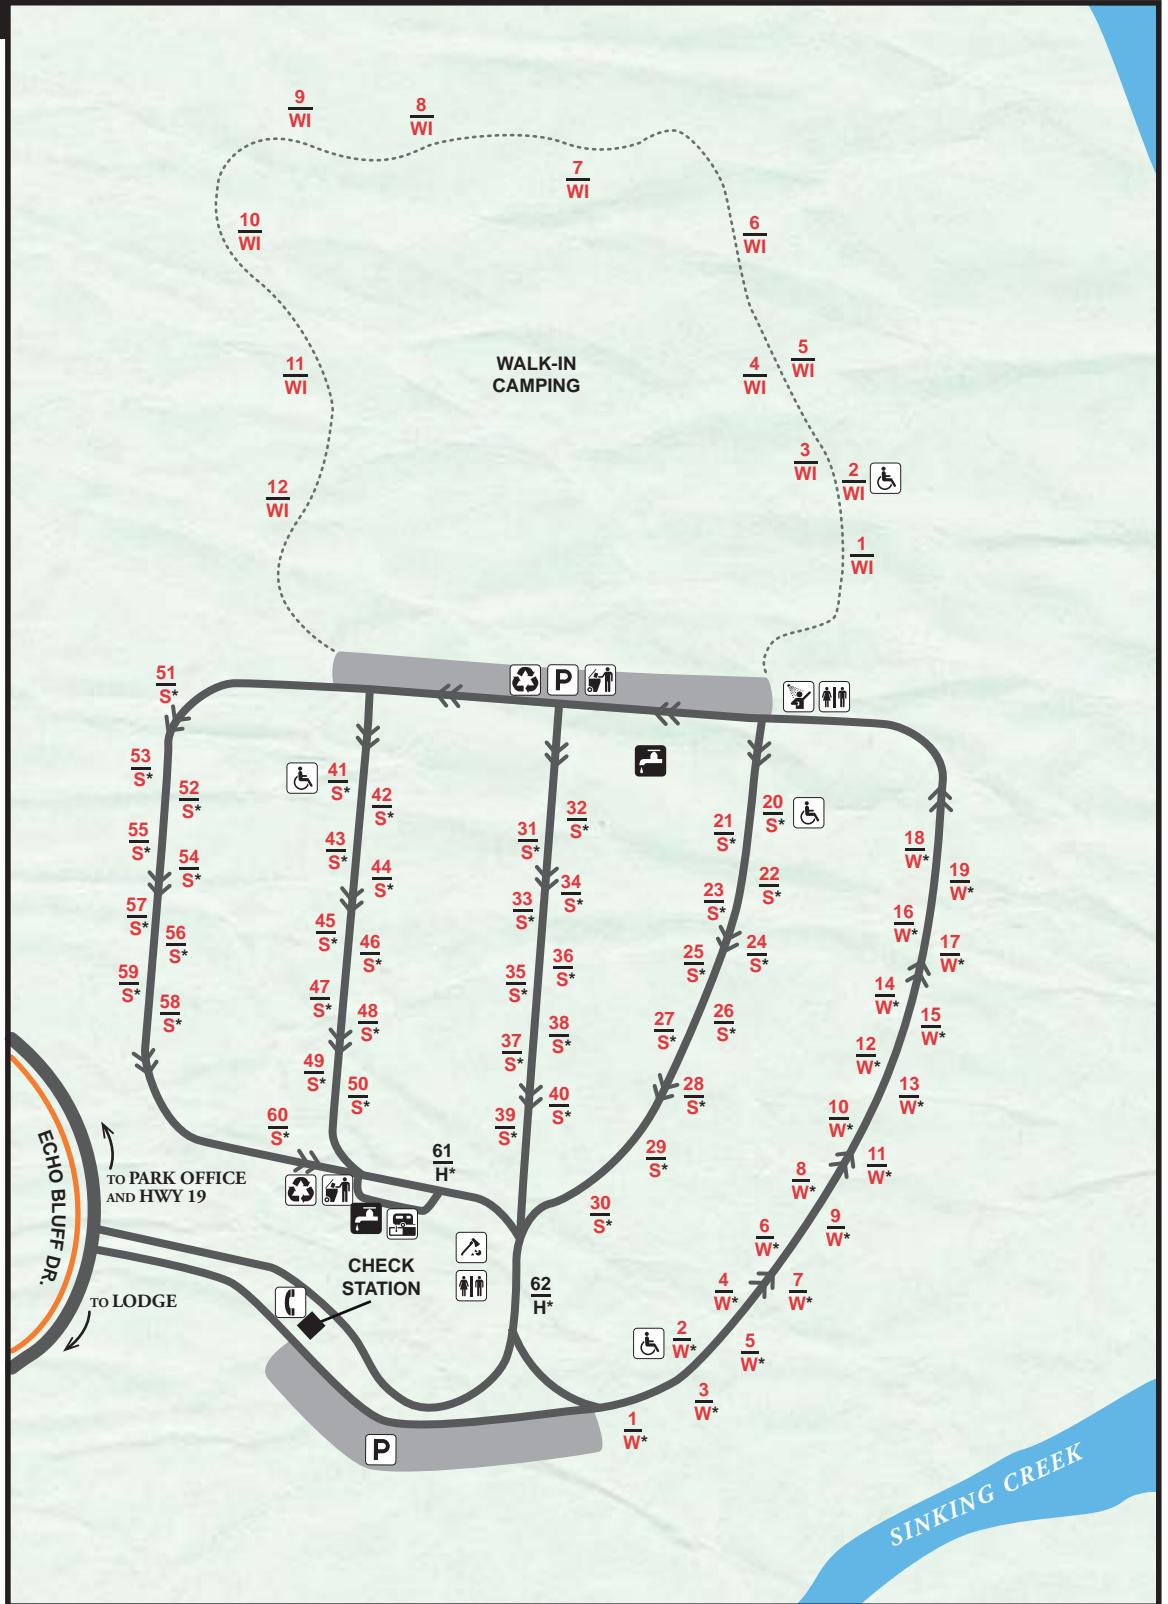 9
WI
8
WI
7
WI
10
WI
6
WI
11
WI
WALK-IN
CAMPING
5
WI
4
WI
3
WI
2
WI
12
WI
1
WI
P
51
S*
53
S*
52
S*
55
S*
54
S*
57
S*
56
S*
59
S*
58
S*
60
S*
41
S*
42
S*
43
S*
44
S*
45
S*
46
S*
47
S*
48
S*
49
S*
50
S*
32
S*
31
S*
34
S*
33
S*
36
S*
35
S*
38
S*
37
S*
40
S*
39
S*
20
S*
21
S*
22
S*
23
S*
24
S*
25
S*
26
S*
27
S*
28
S*
29
S*
30
S*
18
W*
19
W*
16
W*
17
W*
14
W*
15
W*
12
W*
13
W*
10
W*
11
W*
8
W*
9
W*
6
W*
7
W*
4
W*
5
W*
2
W*
3
W*
1
W*
61
H*
62
H*
ECHO BLUFF DR.
TO PARK OFFICE
AND HWY 19
TO LODGE
CHECK
STATION
P
SINKING CREEK